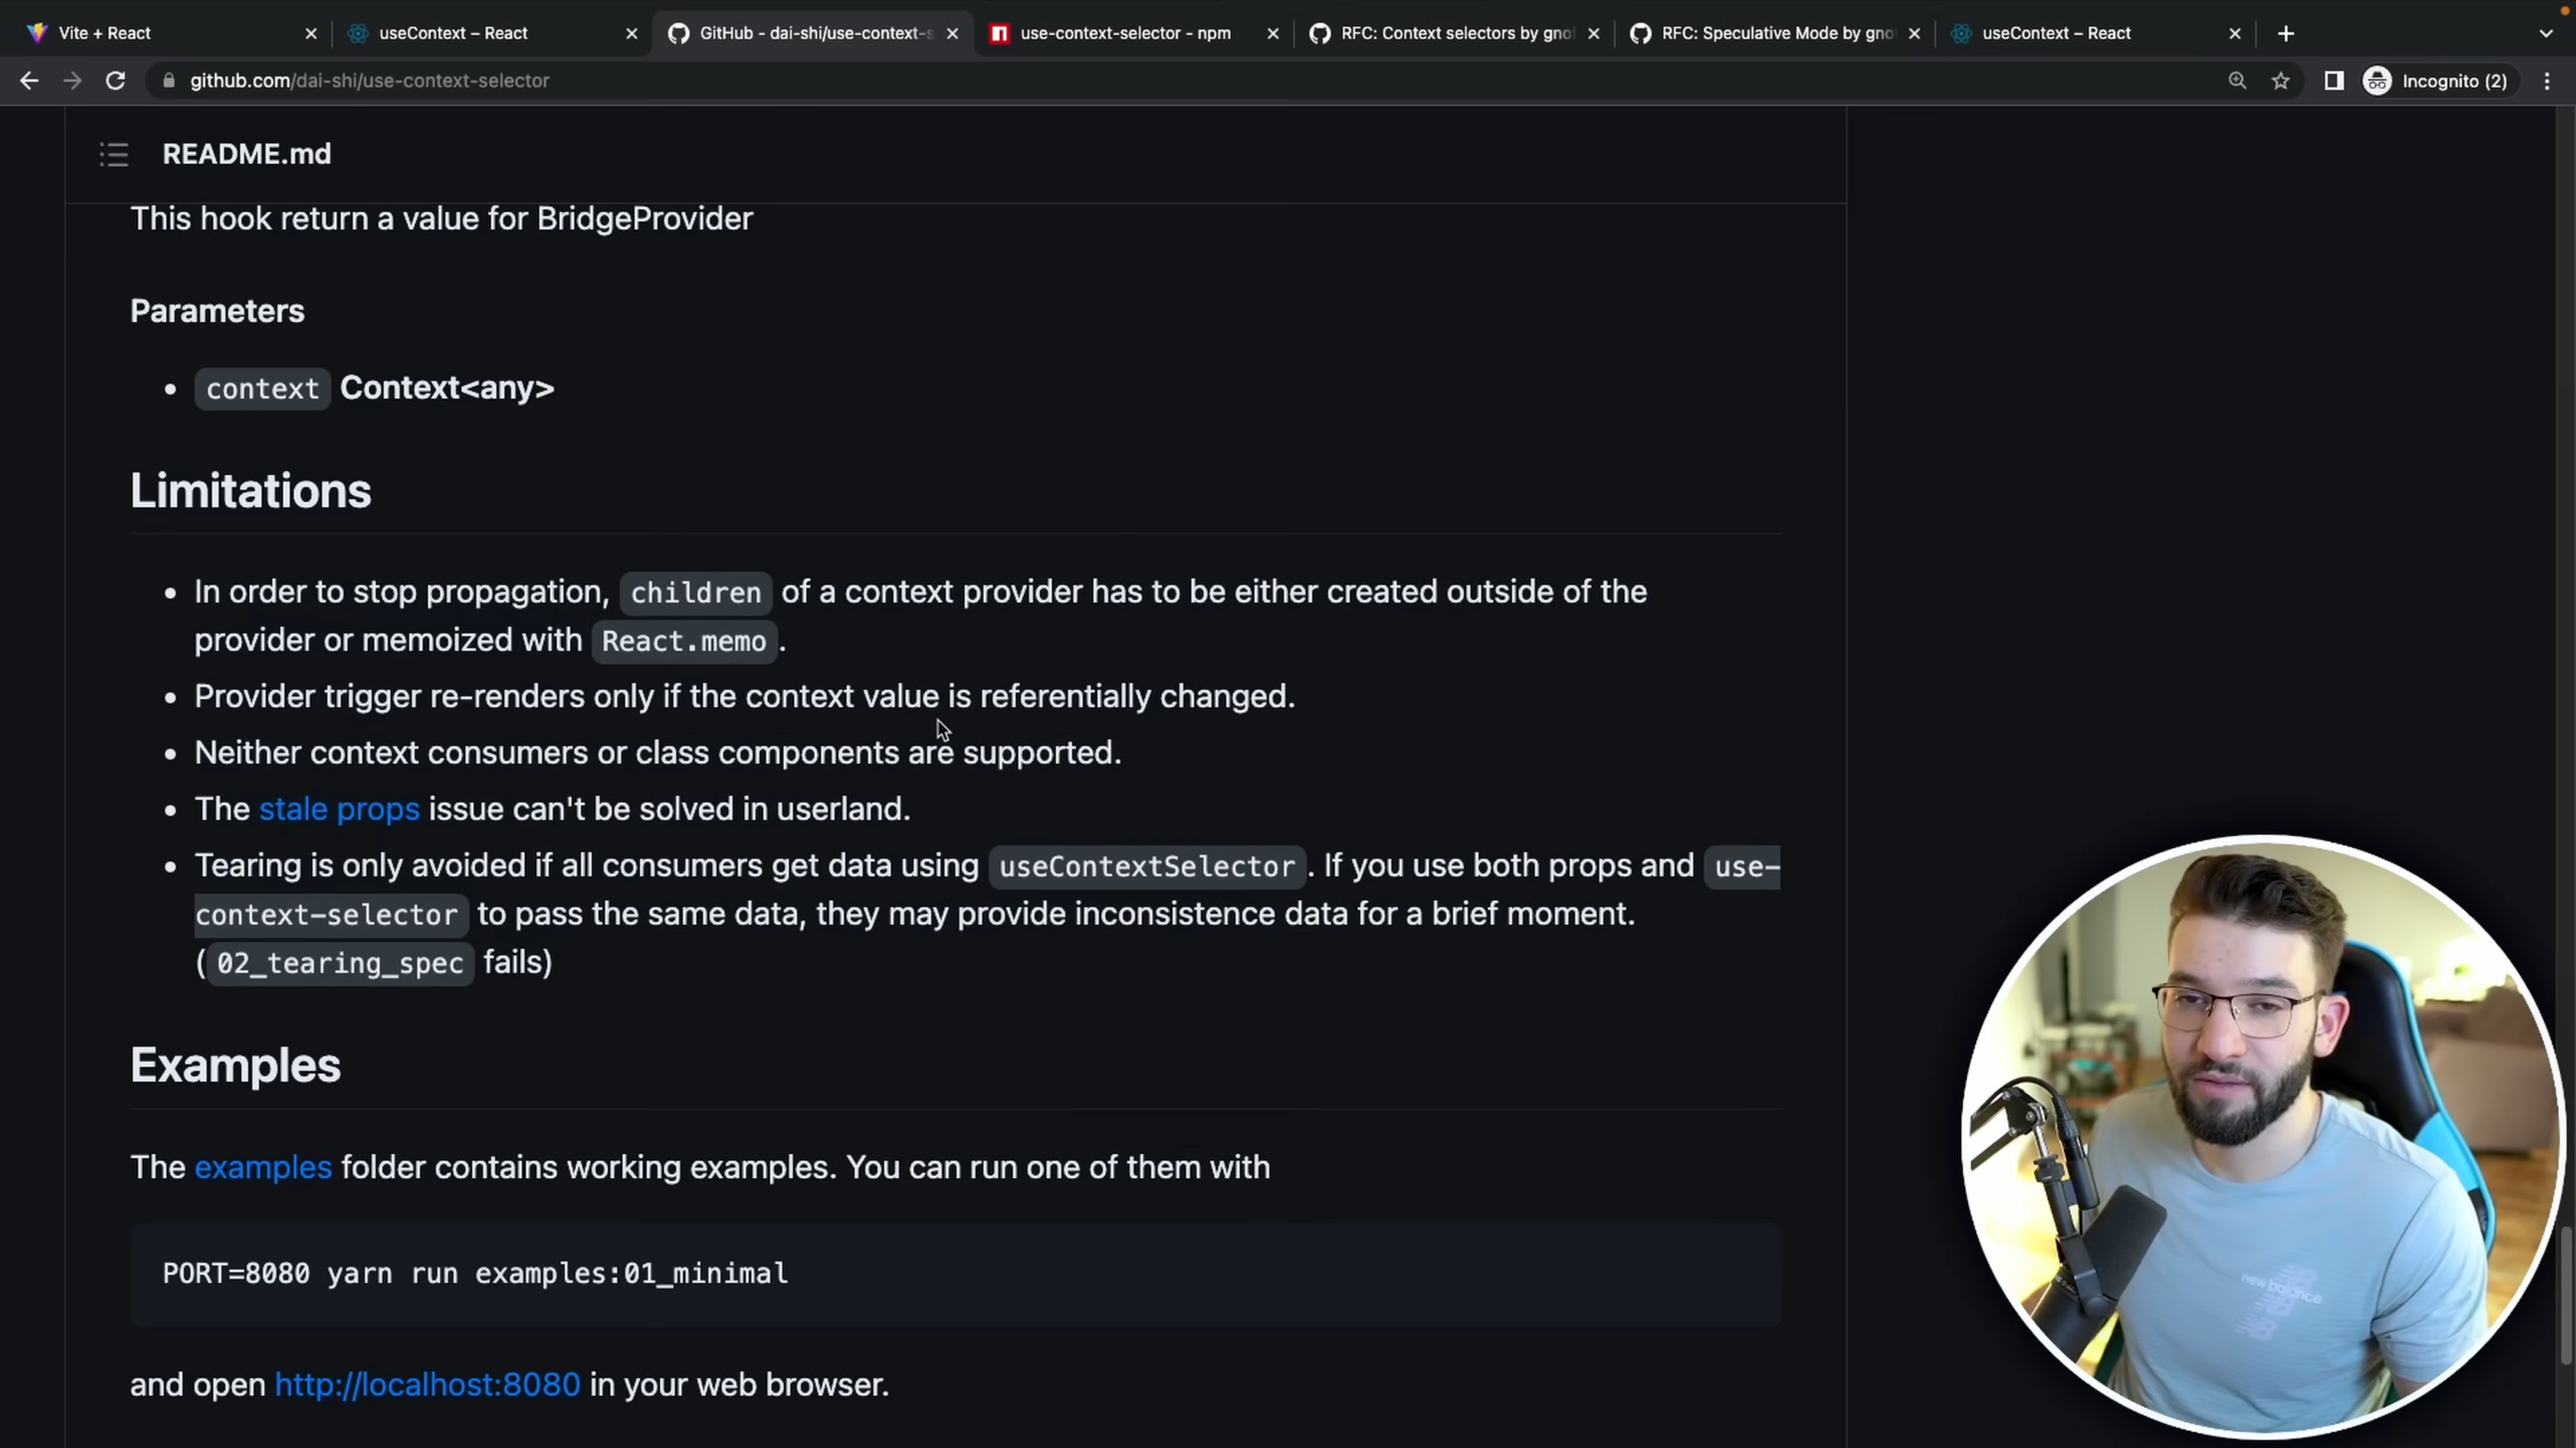 Vite + React
useContext – React
GitHub - dai-shi/use-context-s
use-context-selector - npm
RFC: Context selectors by gnoi
RFC: Speculative Mode by gnoi
useContext – React
github.com/dai-shi/use-context-selector
Incognito (2)
README.md
This hook return a value for BridgeProvider
Parameters
context Context<any>
Limitations
In order to stop propagation, children of a context provider has to be either created outside of the
provider or memoized with React.memo .
Provider trigger re-renders only if the context value is referentially changed.
Neither context consumers or class components are supported.
The stale props issue can't be solved in userland.
Tearing is only avoided if all consumers get data using useContextSelector . If you use both props and use-
context-selector to pass the same data, they may provide inconsistence data for a brief moment.
( 02_tearing_spec fails)
Examples
The examples folder contains working examples. You can run one of them with
PORT=8080 yarn run examples:01_minimal
and open http://localhost:8080 in your web browser.
new balance